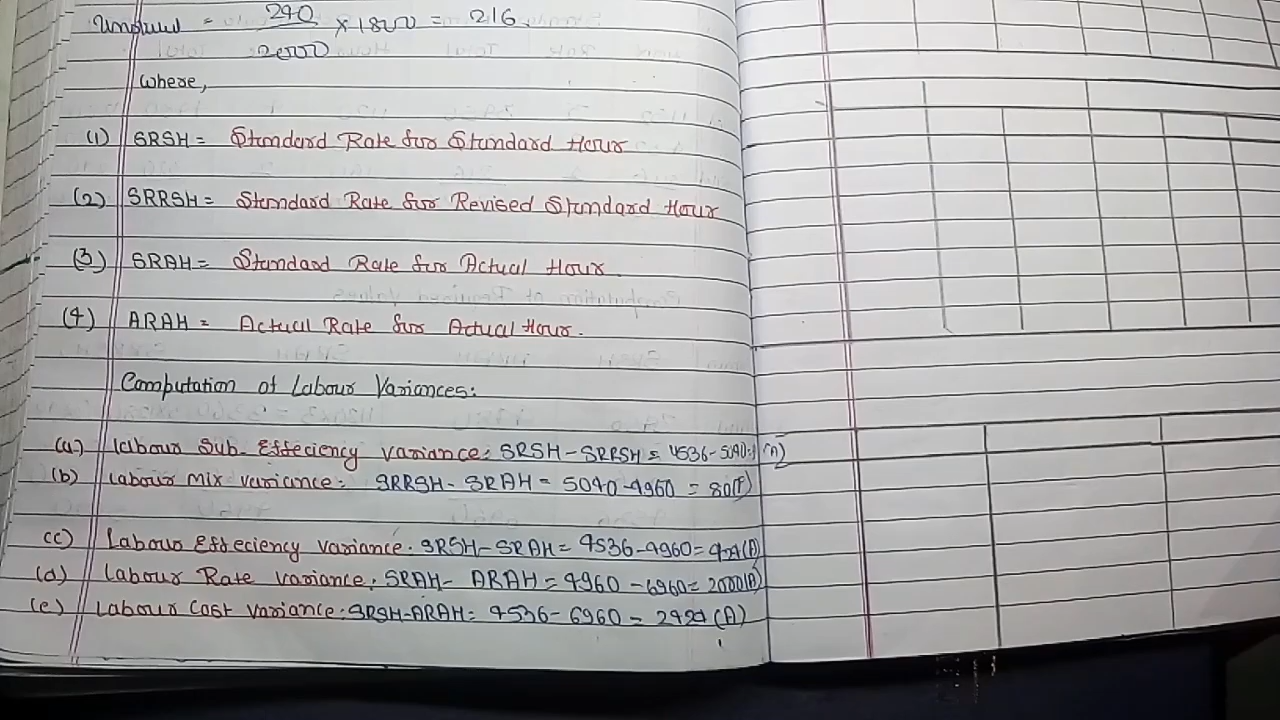 240
× 1800 = 216
2000
where,
(1) SRSH = Standard Rate for Standard Hour
(2) SRRSH = Standard Rate for Revised Standard Hour
(3) SRAH = Standard Rate for Actual Hour
(4) ARAH = Actual Rate for Actual Hour.
Computation of Labour Variances:
(a) Labour Sub. Effeciency variance: SRSH - SRRSH = 4536 - (A)
(b) Labour mix variance: SRRSH - SRAH = 5040 - 4960 = 80(F)
(c) Labour Effeciency variance: SRSH - SRAH = 4536 - 4960 = 424(A)
(d) Labour Rate variance: SRAH - ARAH = 4960 - 6960 = 2000(A)
(e) Labour Cost variance: SRSH - ARAH = 4536 - 6960 = 2424 (A)